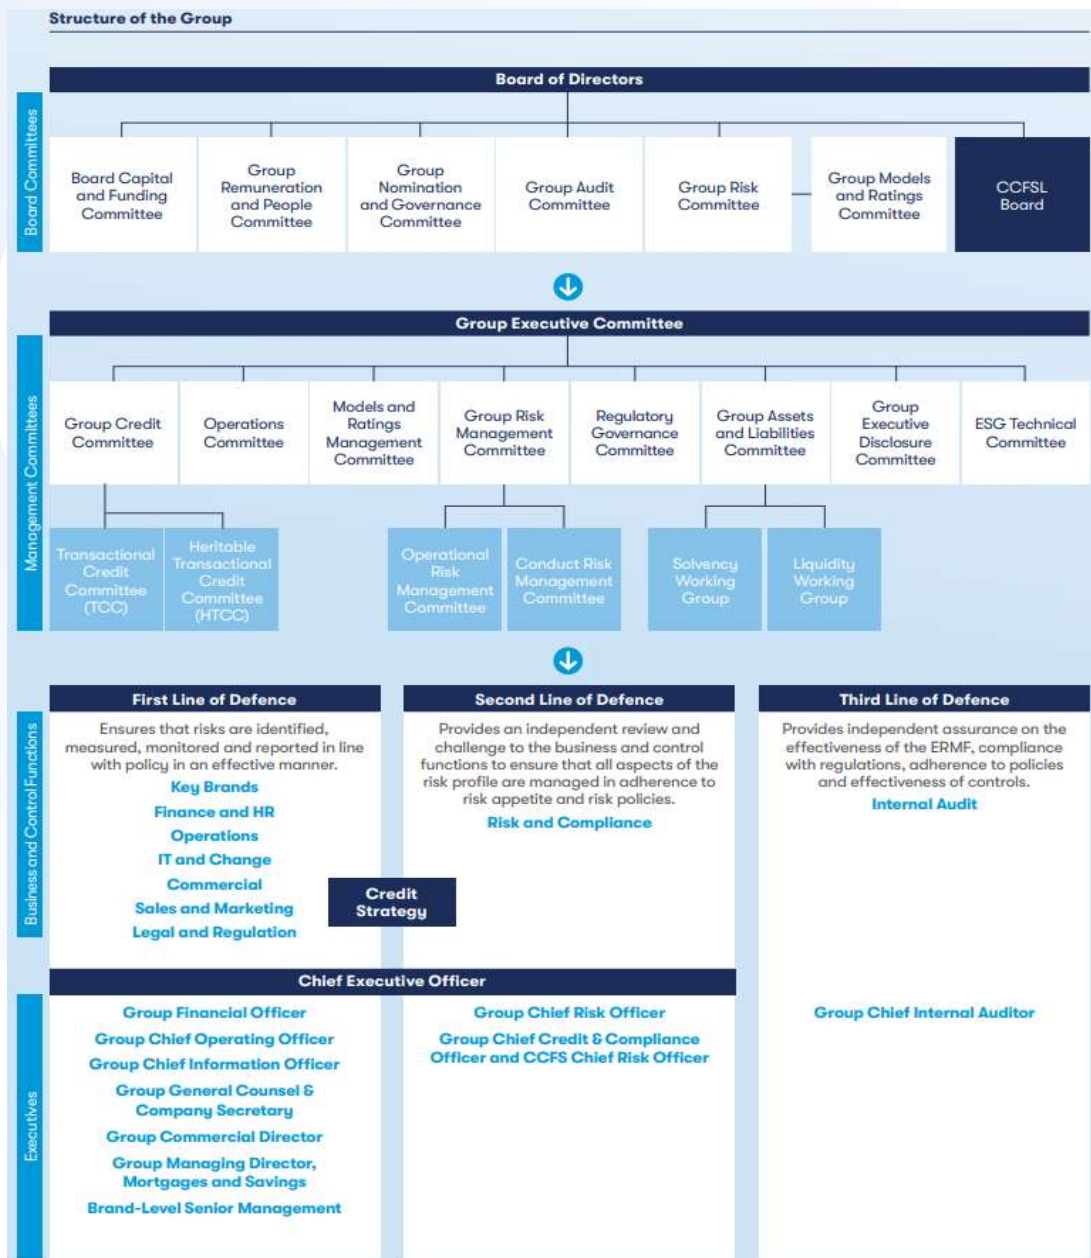 Structure of the Group
Board Committees
Board of Directors
Board Capital
and Funding
Committee
Group
Remuneration
and People
Committee
Group
Nomination
and Governance
Committee
Group Audit
Committee
Group Risk
Committee
Group Models
and Ratings
Committee
CCFSL
Board
Management Committees
Group Executive Committee
Group Credit
Committee
Operations
Committee
Models and
Ratings
Management
Committee
Group Risk
Management
Committee
Regulatory
Governance
Committee
Group Assets
and Liabilities
Committee
Group
Executive
Disclosure
Committee
ESG Technical
Committee
Transactional
Credit
Committee
(TCC)
Heritable
Transactional
Credit
Committee
(HTCC)
Operational
Risk
Management
Committee
Conduct Risk
Management
Committee
Solvency
Working
Group
Liquidity
Working
Group
Business and Control Functions
First Line of Defence
Ensures that risks are identified,
measured, monitored and reported in line
with policy in an effective manner.
Key Brands
Finance and HR
Operations
IT and Change
Commercial
Sales and Marketing
Legal and Regulation
Credit
Strategy
Second Line of Defence
Provides an independent review and
challenge to the business and control
functions to ensure that all aspects of the
risk profile are managed in adherence to
risk appetite and risk policies.
Risk and Compliance
Third Line of Defence
Provides independent assurance on the
effectiveness of the ERMF, compliance
with regulations, adherence to policies
and effectiveness of controls.
Internal Audit
Executives
Chief Executive Officer
Group Financial Officer
Group Chief Operating Officer
Group Chief Information Officer
Group General Counsel &
Company Secretary
Group Commercial Director
Group Managing Director,
Mortgages and Savings
Brand-Level Senior Management
Group Chief Risk Officer
Group Chief Credit & Compliance
Officer and CCFS Chief Risk Officer
Group Chief Internal Auditor